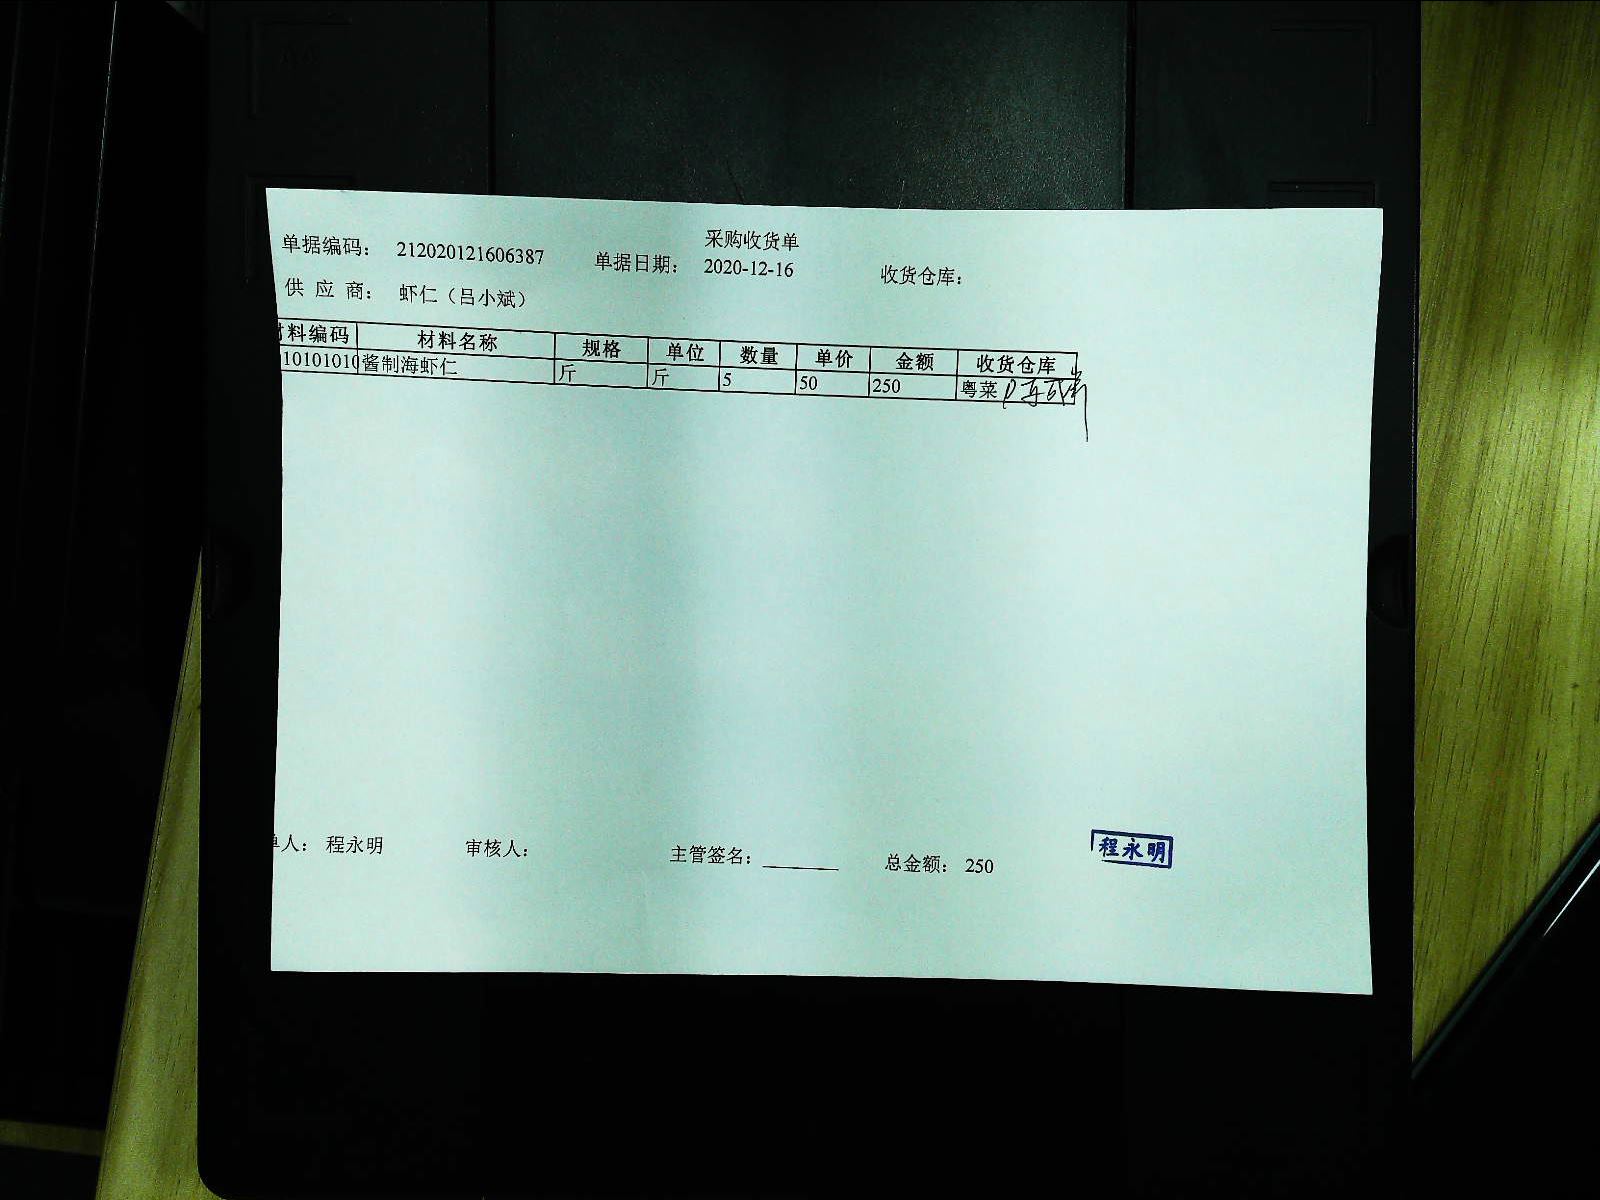 采购收货单
单据编码： 212020121606387 单据日期： 2020-12-16 收货仓库：
供 应 商： 虾仁（吕小斌）
材料编码 材料名称 规格 单位 数量 单价 金额 收货仓库
10101010 酱制海虾仁 斤 斤 5 50 250 粤菜
单人： 程永明 审核人： 主管签名： 总金额： 250
程永明